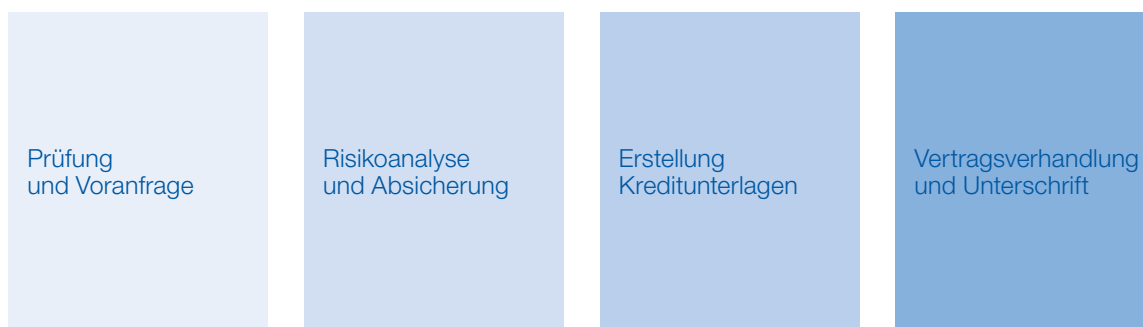 Prüfung
und Voranfrage
Risikoanalyse
und Absicherung
Erstellung
Kreditunterlagen
Vertragsverhandlung
und Unterschrift